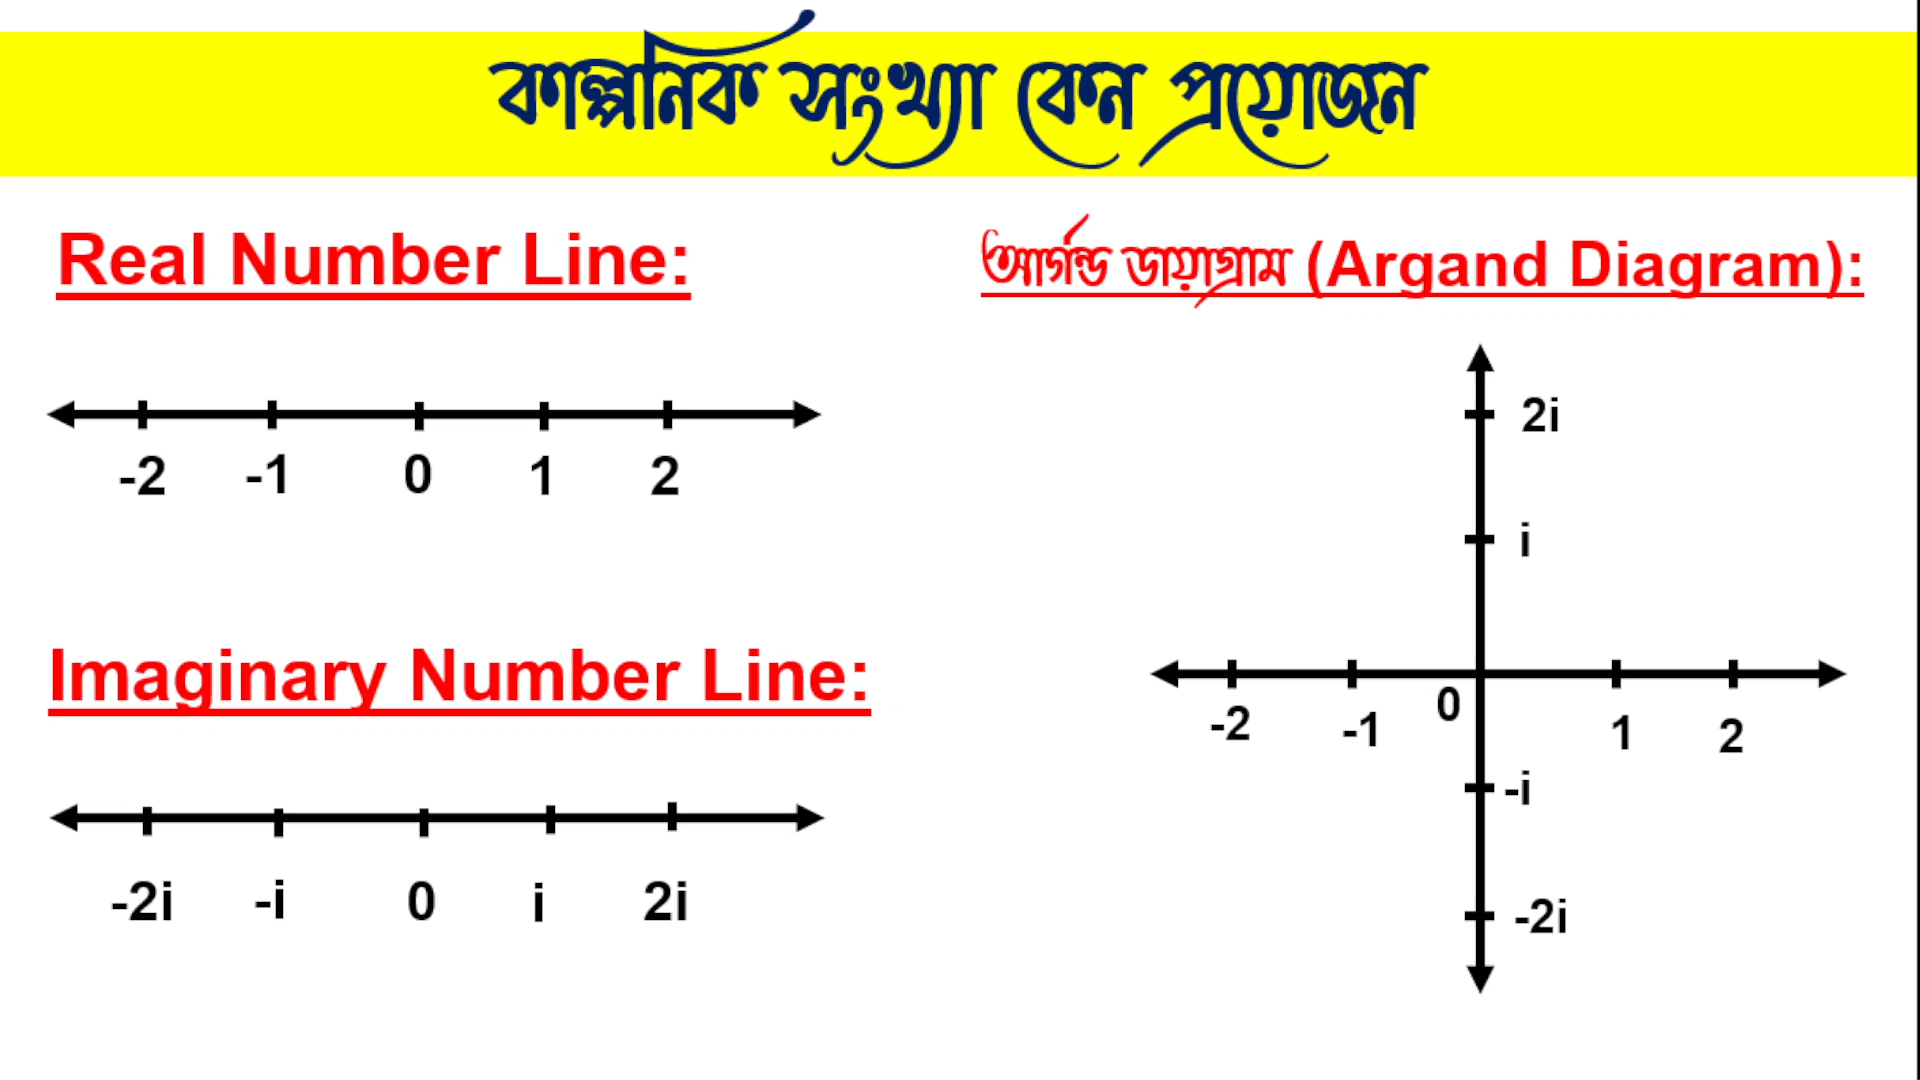 কাল্পনিক সংখ্যা কেন প্রয়োজন
Real Number Line:
-2 -1 0 1 2
Imaginary Number Line:
-2i -i 0 i 2i
আর্গন্ড ডায়াগ্রাম (Argand Diagram):
2i
i
-2 -1 0 1 2
-i
-2i